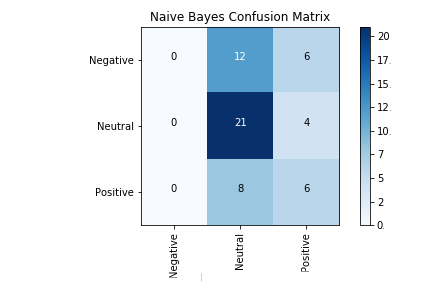 Naive Bayes Confusion Matrix
Negative 0 12 6
Neutral 0 21 4
Positive 0 8 6
Negative Neutral Positive
20
17.
15
12.
10
7
5
2
0.